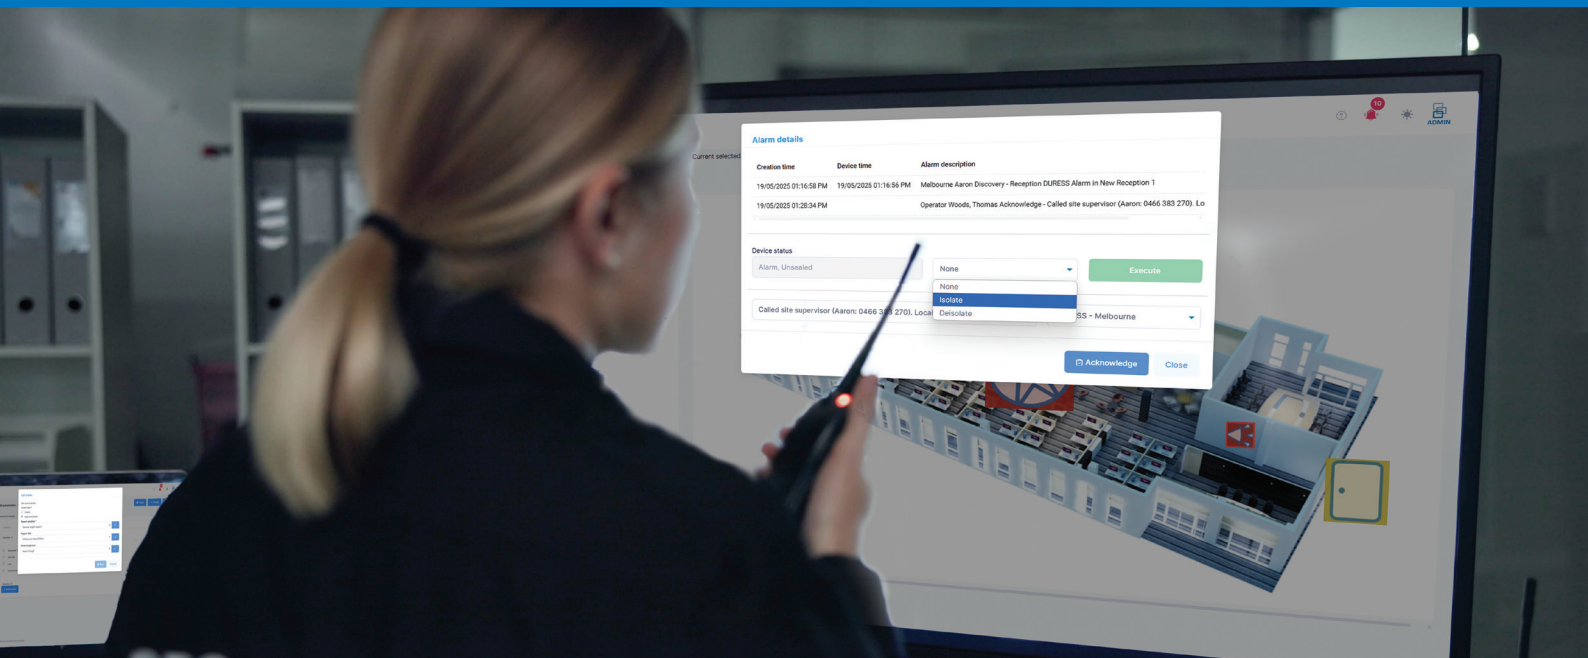 10
ADMIN
Current selected
Alarm details
Creation time Device time Alarm description
19/05/2025 01:16:58 PM 19/05/2025 01:16:56 PM Melbourne Aaron Discovery - Reception DURESS Alarm in New Reception 1
19/05/2025 01:28:34 PM Operator Woods, Thomas Acknowledge - Called site supervisor (Aaron: 0466 383 270). Lo
Device status
Alarm, Unsealed None Execute
None
Isolate
Deisolate
Called site supervisor (Aaron: 0466 383 270). Local SS - Melbourne
Acknowledge Close